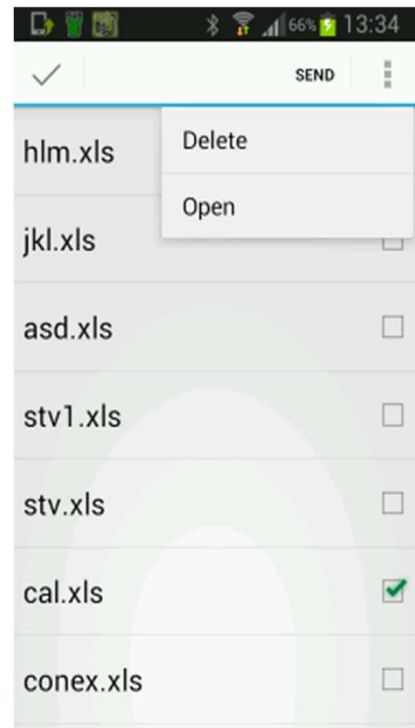 66% 13:34
SEND
Delete
Open
hlm.xls
jkl.xls
asd.xls
stv1.xls
stv.xls
cal.xls
conex.xls